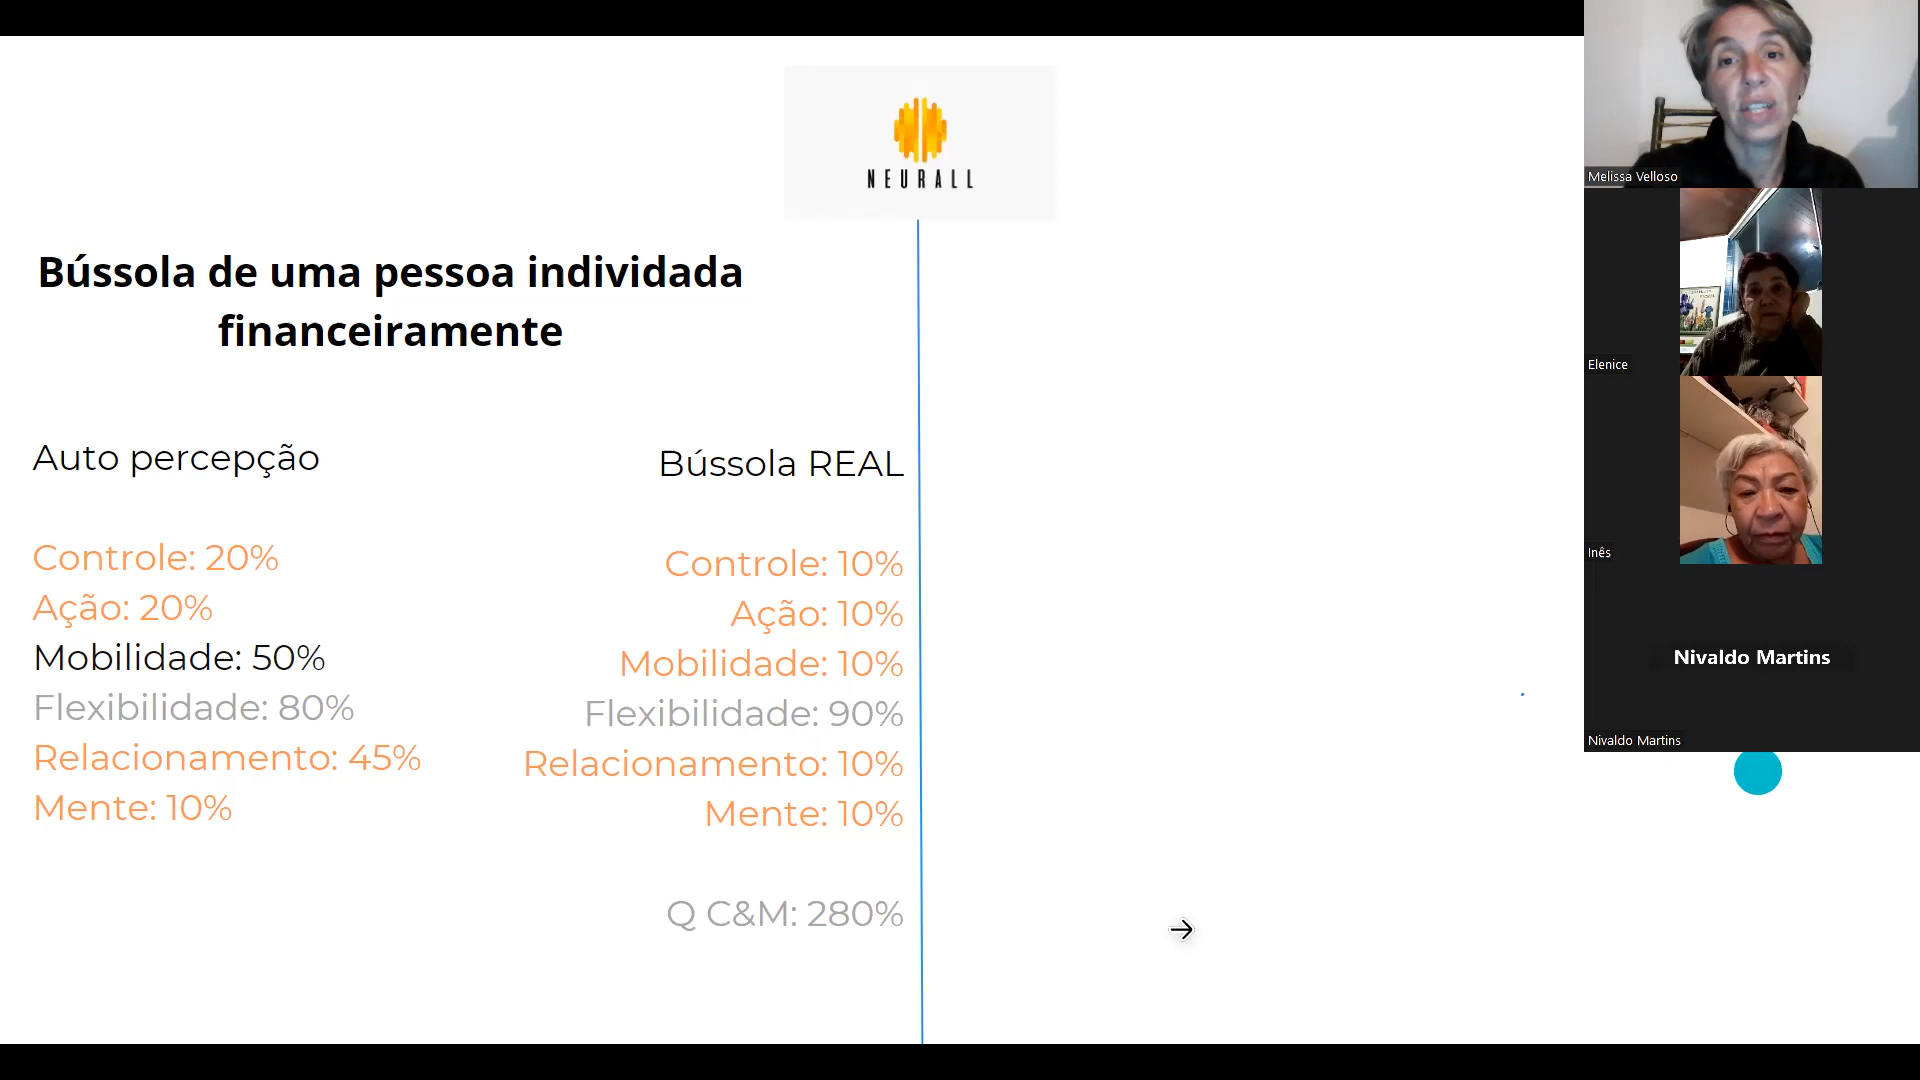 NEURALL
Bússola de uma pessoa individada
financeiramente
Auto percepção
Controle: 20%
Ação: 20%
Mobilidade: 50%
Flexibilidade: 80%
Relacionamento: 45%
Mente: 10%
Bússola REAL
Controle: 10%
Ação: 10%
Mobilidade: 10%
Flexibilidade: 90%
Relacionamento: 10%
Mente: 10%
Q C&M: 280%
Melissa Velloso
Elenice
Inês
Nivaldo Martins
Nivaldo Martins